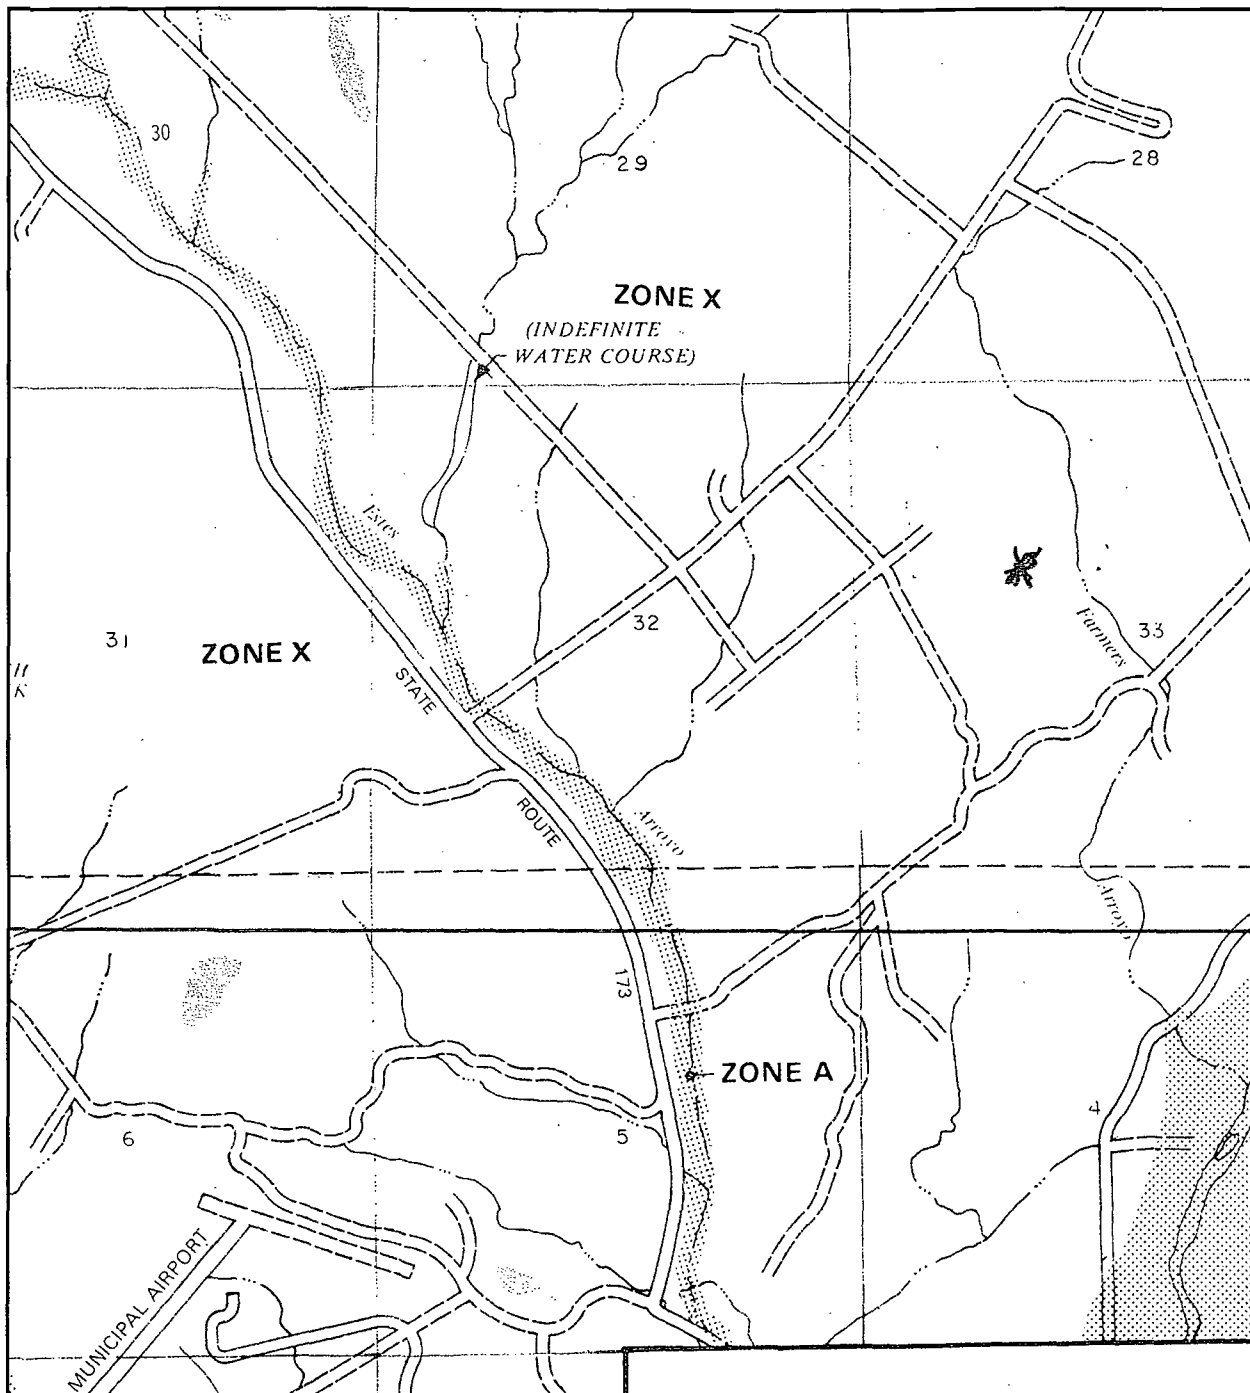 30
29
28
ZONE X
(INDEFINITE
WATER COURSE)
Estes
32
33
31
ZONE X
H
K
STATE
Farmers
ROUTE
Arroyo
Arroyo
173
ZONE A
4
6
5
MUNICIPAL AIRPORT